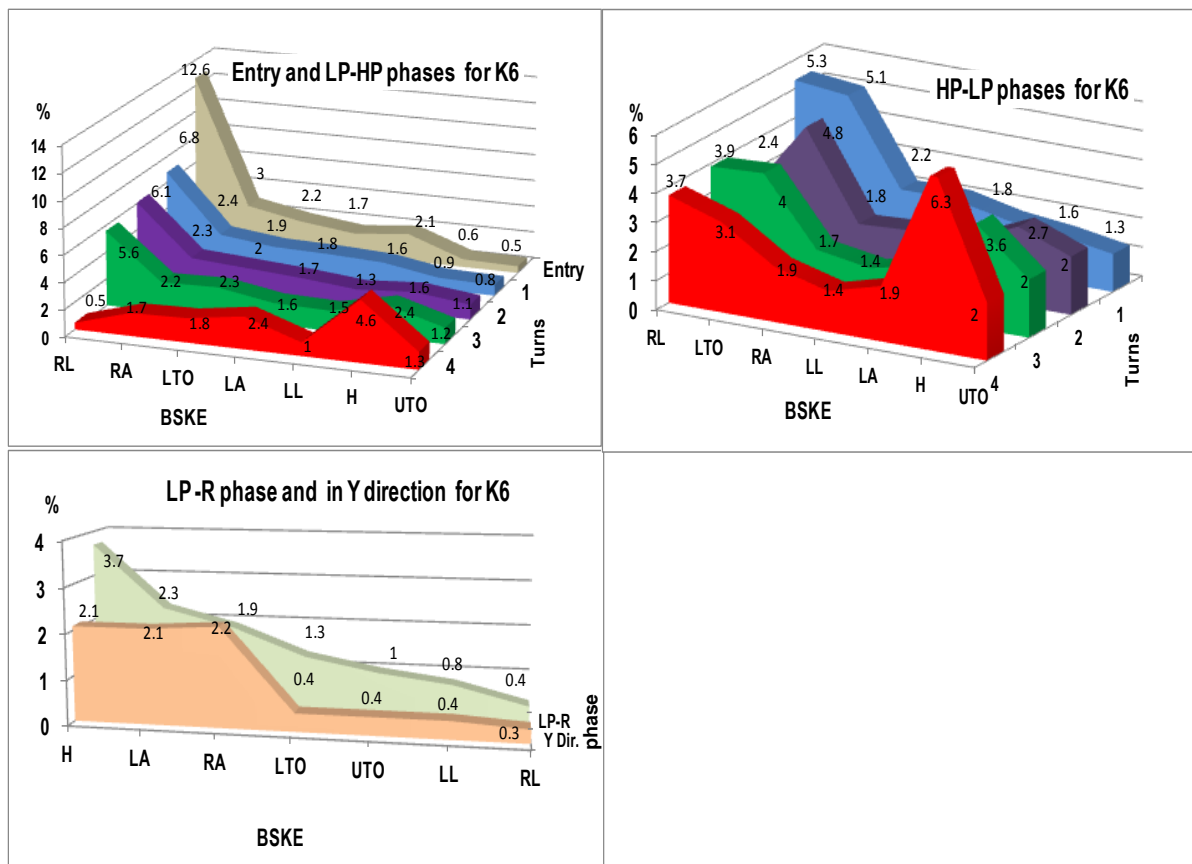 Entry and LP-HP phases for K6
%
14
12
10
8
6
4
2
0
12.6 3 2.2 1.7 2.1 0.6 0.5
6.8 2.4 1.9 1.8 1.6 0.9 0.8
6.1 2.3 2 1.7 1.3 1.6 1.1
5.6 2.2 2.3 1.6 1.5 2.4 1.2
0.5 1.7 1.8 2.4 1 4.6 1.3
RL RA LTO LA LL H UTO
BSKE
Entry
1
2
3
4
Turns
HP-LP phases for K6
%
6
5
4
3
2
1
0
5.3 5.1 2.2 1.8 1.6 1.3
2.4 4.8 1.8 2.7 2
3.9 4 1.7 1.4 3.6 2
3.7 3.1 1.9 1.4 1.9 6.3 2
RL LTO RA LL LA H UTO
BSKE
1
2
3
4
Turns
LP -R phase and in Y direction for K6
%
4
3
2
1
0
3.7 2.3 1.9 1.3 1 0.8 0.4
2.1 2.1 2.2 0.4 0.4 0.4 0.3
H LA RA LTO UTO LL RL
BSKE
LP-R
Y Dir.
phase